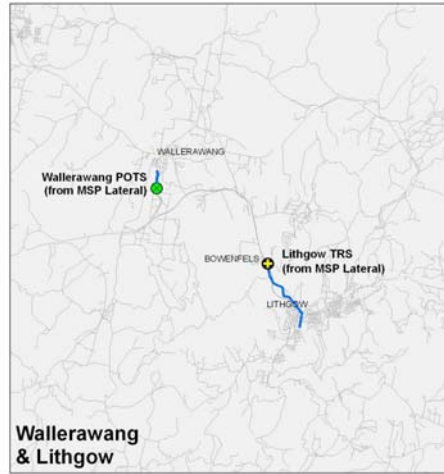 WALLERAWANG
Wallerawang POTS
(from MSP Lateral)
BOWENFELS
Lithgow TRS
(from MSP Lateral)
LITHGOW
Wallerawang
& Lithgow